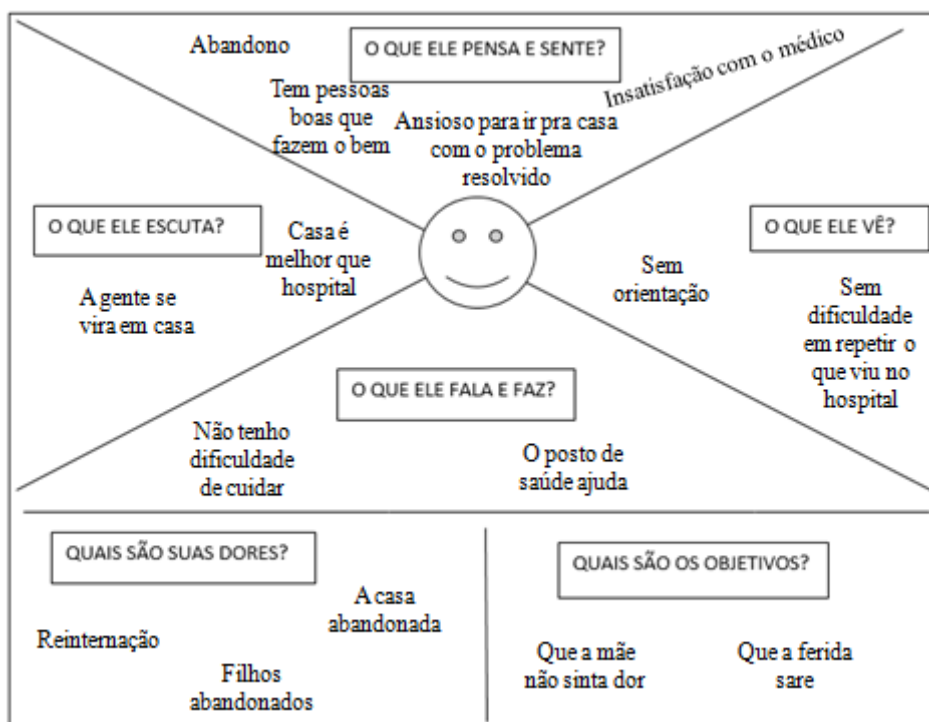 O QUE ELE PENSA E SENTE?
Abandono
Tem pessoas
boas que
fazem o bem
Ansioso para ir pra casa
com o problema
resolvido
Insatisfação com o médico
O QUE ELE ESCUTA?
Casa é
melhor que
hospital
A gente se
vira em casa
O QUE ELE VÊ?
Sem
orientação
Sem
dificuldade
em repetir o
que viu no
hospital
O QUE ELE FALA E FAZ?
Não tenho
dificuldade
de cuidar
O posto de
saúde ajuda
QUAIS SÃO SUAS DORES?
A casa
abandonada
Reinternação
Filhos
abandonados
QUAIS SÃO OS OBJETIVOS?
Que a mãe
não sinta dor
Que a ferida
sare